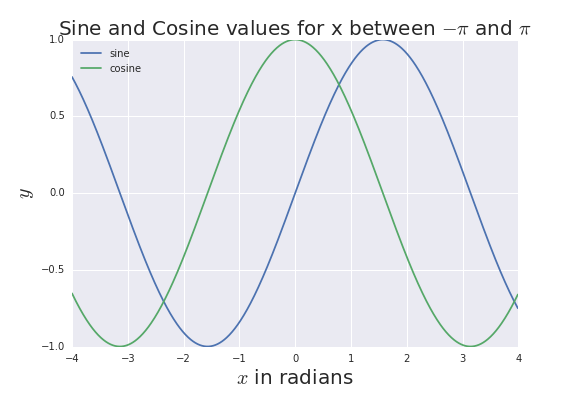 Sine and Cosine values for x between −π and π
1.0
sine
cosine
0.5
0.0
y
−0.5
−1.0
−4 −3 −2 −1 0 1 2 3 4
x in radians